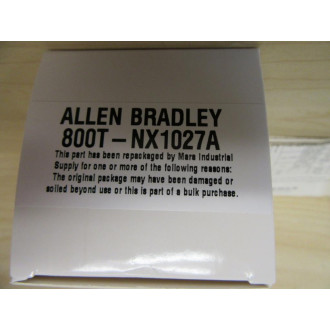 ALLEN BRADLEY
800T-NX1027A
This part has been repackaged by Mara Industrial
Supply for one or more of the following reasons:
The original package may have been damaged or
soiled beyond use or this is part of a bulk purchase.